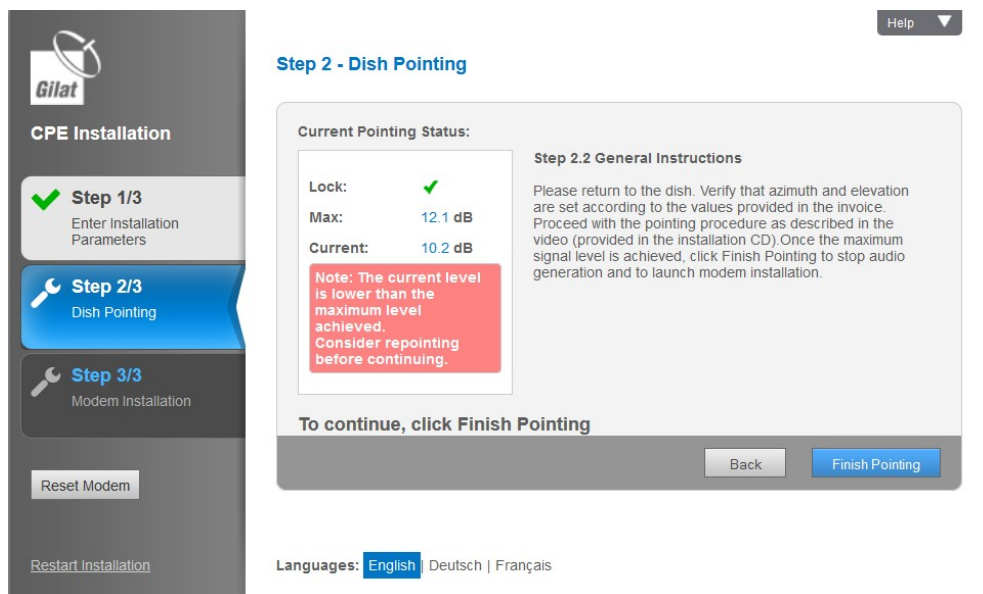 Help
Gilat
Step 2 - Dish Pointing
CPE Installation
Step 1/3
Enter Installation
Parameters
Step 2/3
Dish Pointing
Step 3/3
Modem Installation
Reset Modem
Restart Installation
Current Pointing Status:
Lock:
Max: 12.1 dB
Current: 10.2 dB
Note: The current level
is lower than the
maximum level
achieved.
Consider repointing
before continuing.
Step 2.2 General Instructions
Please return to the dish. Verify that azimuth and elevation
are set according to the values provided in the invoice.
Proceed with the pointing procedure as described in the
video (provided in the installation CD).Once the maximum
signal level is achieved, click Finish Pointing to stop audio
generation and to launch modem installation.
To continue, click Finish Pointing
Back Finish Pointing
Languages: English | Deutsch | Français